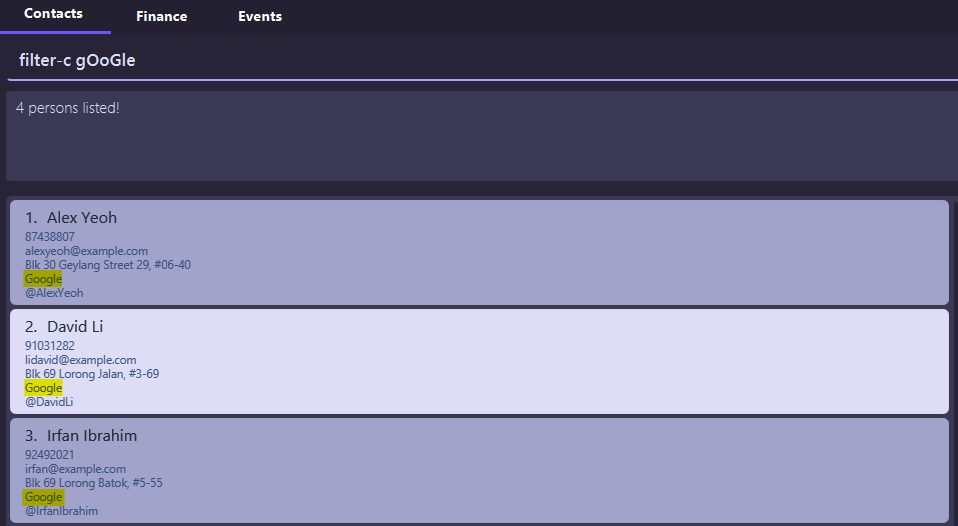 Contacts Finance Events
filter-c gOoGle
4 persons listed!
1. Alex Yeoh
87438807
alexyeoh@example.com
Blk 30 Geylang Street 29, #06-40
Google
@AlexYeoh
2. David Li
91031282
lidavid@example.com
Blk 69 Lorong Jalan, #3-69
Google
@DavidLi
3. Irfan Ibrahim
92492021
irfan@example.com
Blk 69 Lorong Batok, #5-55
Google
@IrfanIbrahim